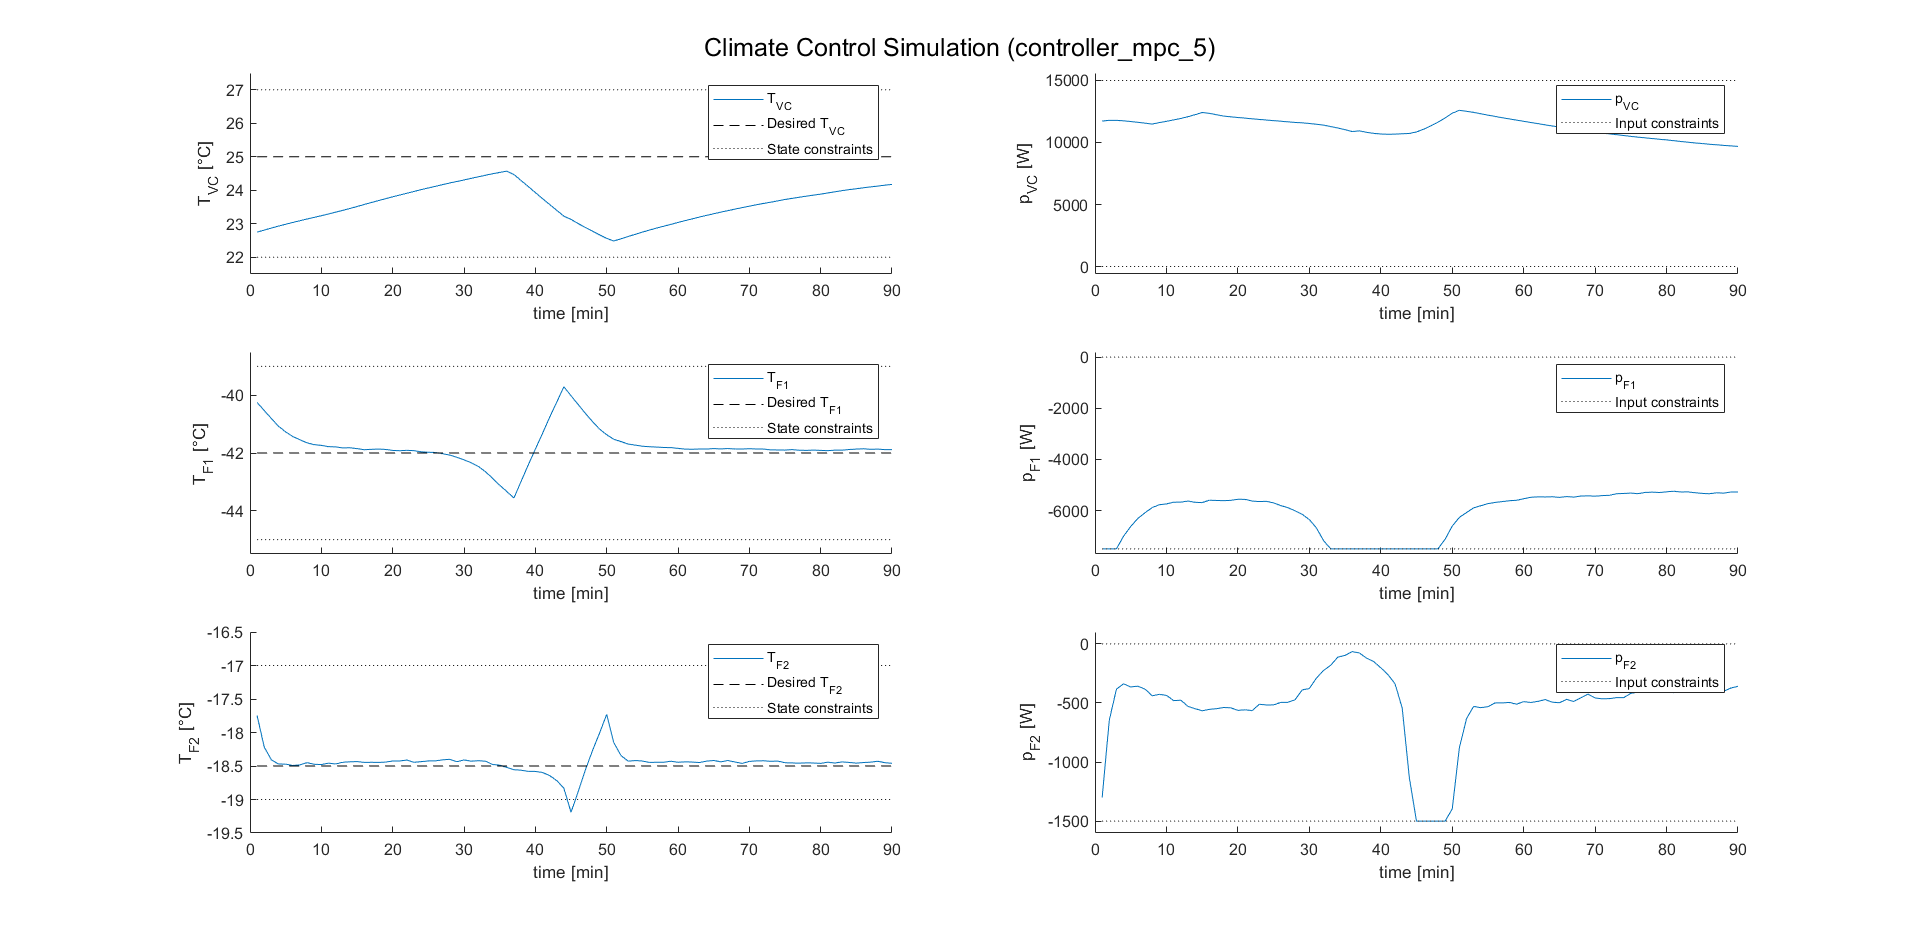 Climate Control Simulation (controller_mpc_5)
27
26
25
24
23
22
T_VC [°C]
0 10 20 30 40 50 60 70 80 90
time [min]
T_VC
Desired T_VC
State constraints
15000
10000
5000
0
p_VC [W]
0 10 20 30 40 50 60 70 80 90
time [min]
p_VC
Input constraints
-40
-42
-44
T_F1 [°C]
0 10 20 30 40 50 60 70 80 90
time [min]
T_F1
Desired T_F1
State constraints
0
-2000
-4000
-6000
p_F1 [W]
0 10 20 30 40 50 60 70 80 90
time [min]
p_F1
Input constraints
-16.5
-17
-17.5
-18
-18.5
-19
-19.5
T_F2 [°C]
0 10 20 30 40 50 60 70 80 90
time [min]
T_F2
Desired T_F2
State constraints
0
-500
-1000
-1500
p_F2 [W]
0 10 20 30 40 50 60 70 80 90
time [min]
p_F2
Input constraints